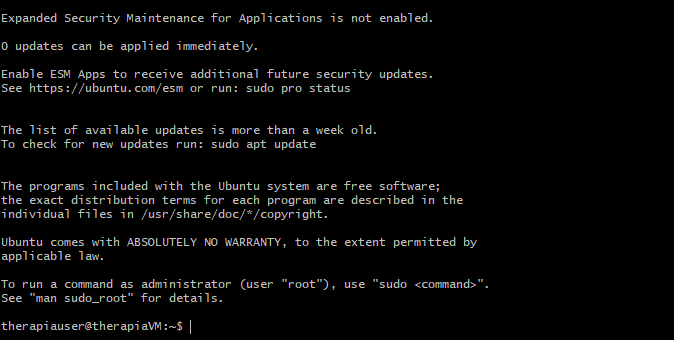 Expanded Security Maintenance for Applications is not enabled.
0 updates can be applied immediately.
Enable ESM Apps to receive additional future security updates.
See https://ubuntu.com/esm or run: sudo pro status
The list of available updates is more than a week old.
To check for new updates run: sudo apt update
The programs included with the Ubuntu system are free software;
the exact distribution terms for each program are described in the
individual files in /usr/share/doc/*/copyright.
Ubuntu comes with ABSOLUTELY NO WARRANTY, to the extent permitted by
applicable law.
To run a command as administrator (user "root"), use "sudo <command>".
See "man sudo_root" for details.
therapiauser@therapiaVM:~$